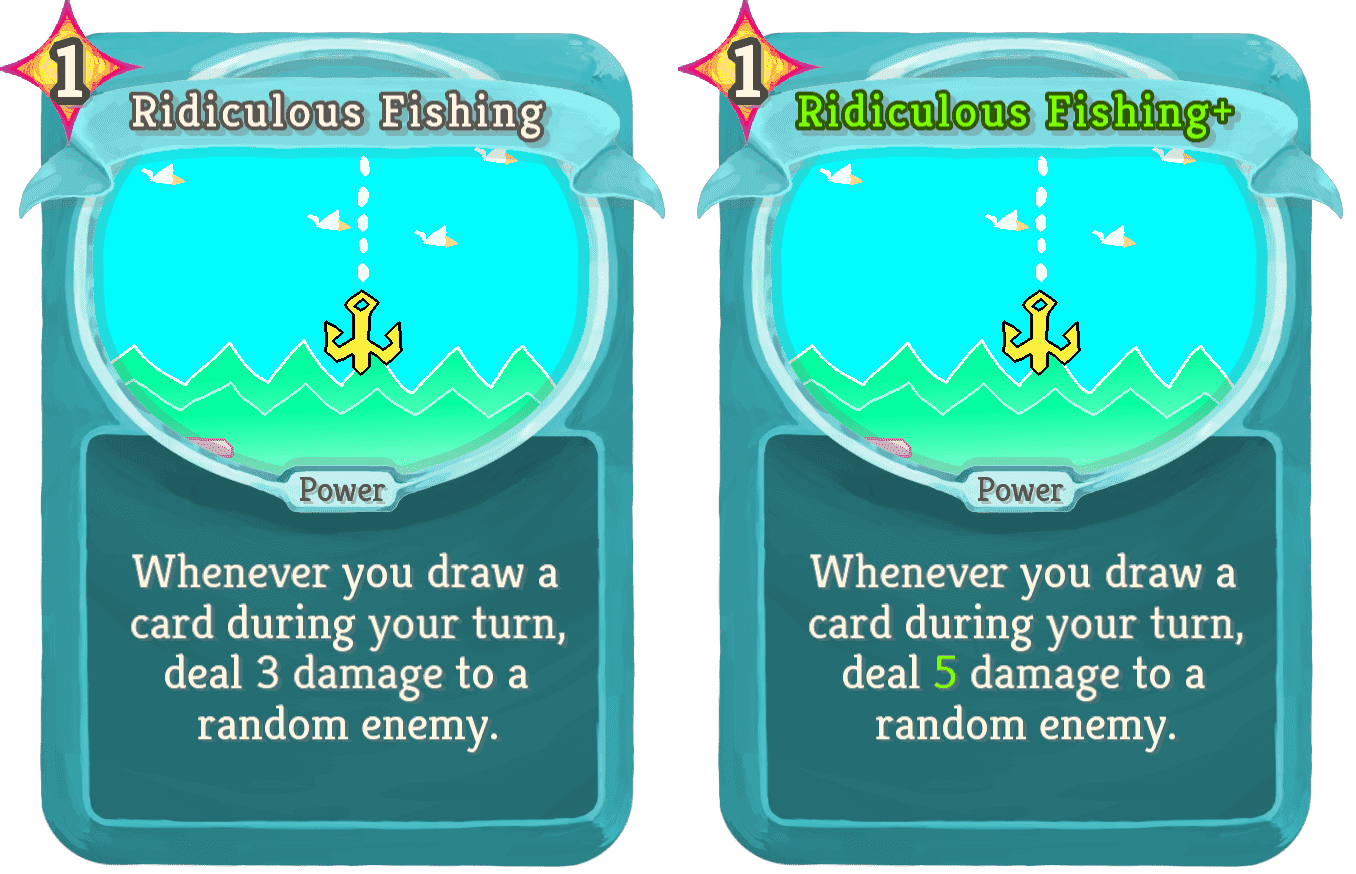 1
Ridiculous Fishing
Power
Whenever you draw a
card during your turn,
deal 3 damage to a
random enemy.
1
Ridiculous Fishing+
Power
Whenever you draw a
card during your turn,
deal 5 damage to a
random enemy.